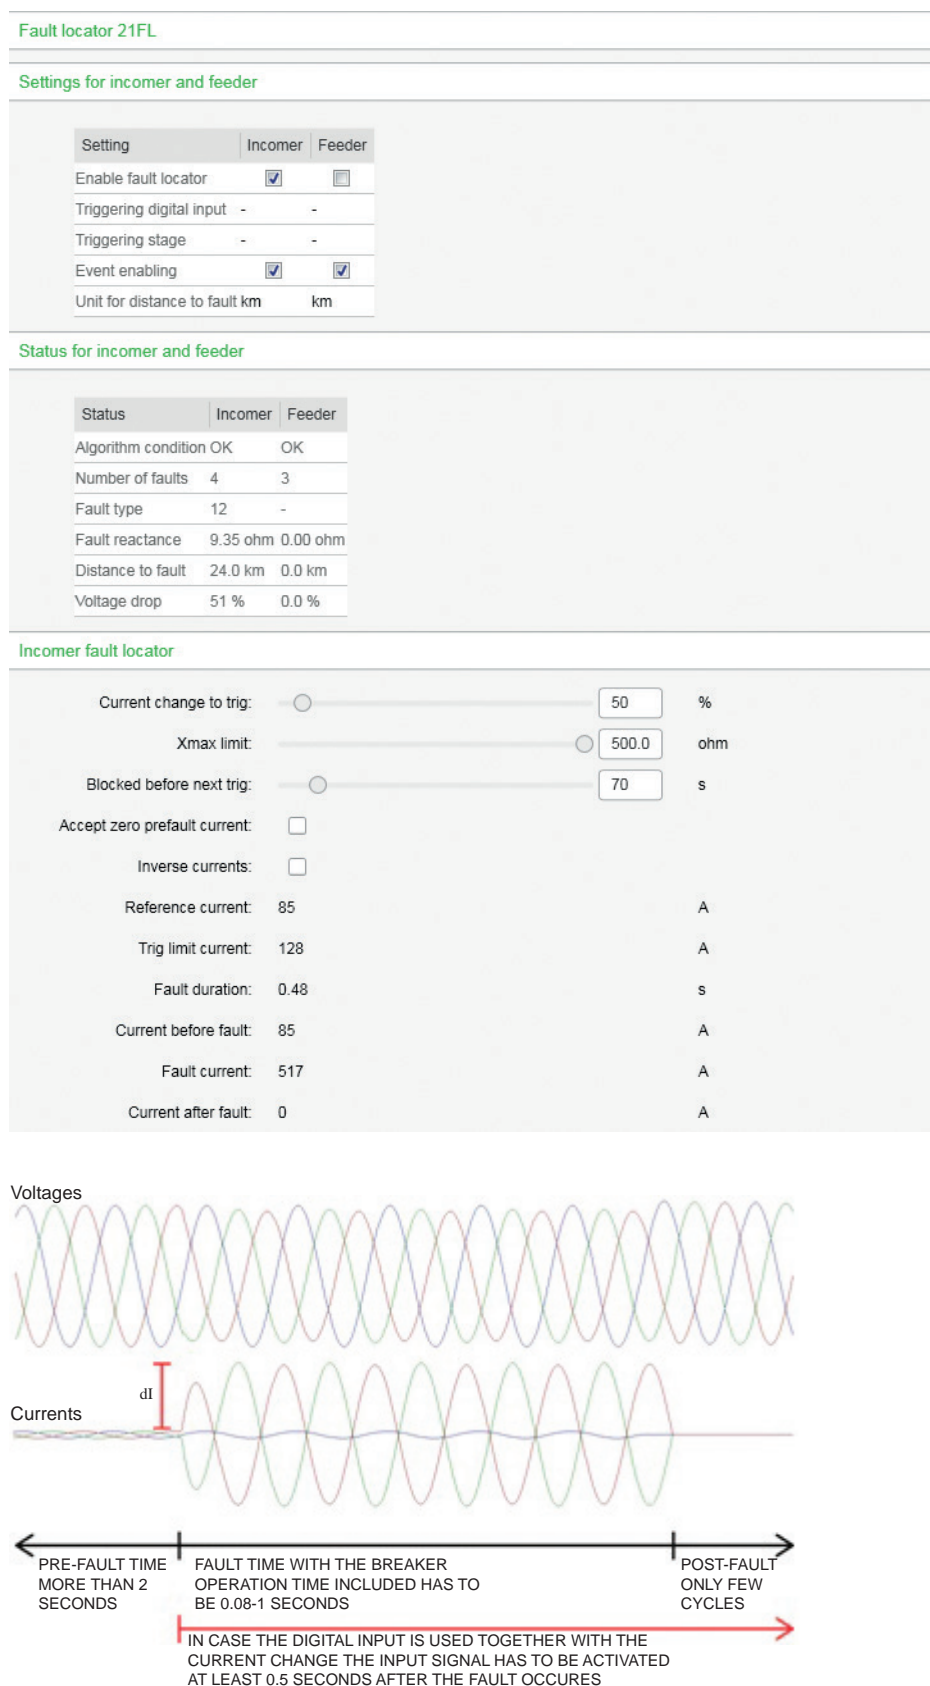 Fault locator 21FL
Settings for incomer and feeder
Setting Incomer Feeder
Enable fault locator
Triggering digital input - -
Triggering stage - -
Event enabling
Unit for distance to fault km km
Status for incomer and feeder
Status Incomer Feeder
Algorithm condition OK OK
Number of faults 4 3
Fault type 12 -
Fault reactance 9.35 ohm 0.00 ohm
Distance to fault 24.0 km 0.0 km
Voltage drop 51 % 0.0 %
Incomer fault locator
Current change to trig: 50 %
Xmax limit: 500.0 ohm
Blocked before next trig: 70 s
Accept zero prefault current:
Inverse currents:
Reference current: 85 A
Trig limit current: 128 A
Fault duration: 0.48 s
Current before fault: 85 A
Fault current: 517 A
Current after fault: 0 A
Voltages
dI
Currents
PRE-FAULT TIME
MORE THAN 2
SECONDS
FAULT TIME WITH THE BREAKER
OPERATION TIME INCLUDED HAS TO
BE 0.08-1 SECONDS
POST-FAULT
ONLY FEW
CYCLES
IN CASE THE DIGITAL INPUT IS USED TOGETHER WITH THE
CURRENT CHANGE THE INPUT SIGNAL HAS TO BE ACTIVATED
AT LEAST 0.5 SECONDS AFTER THE FAULT OCCURES